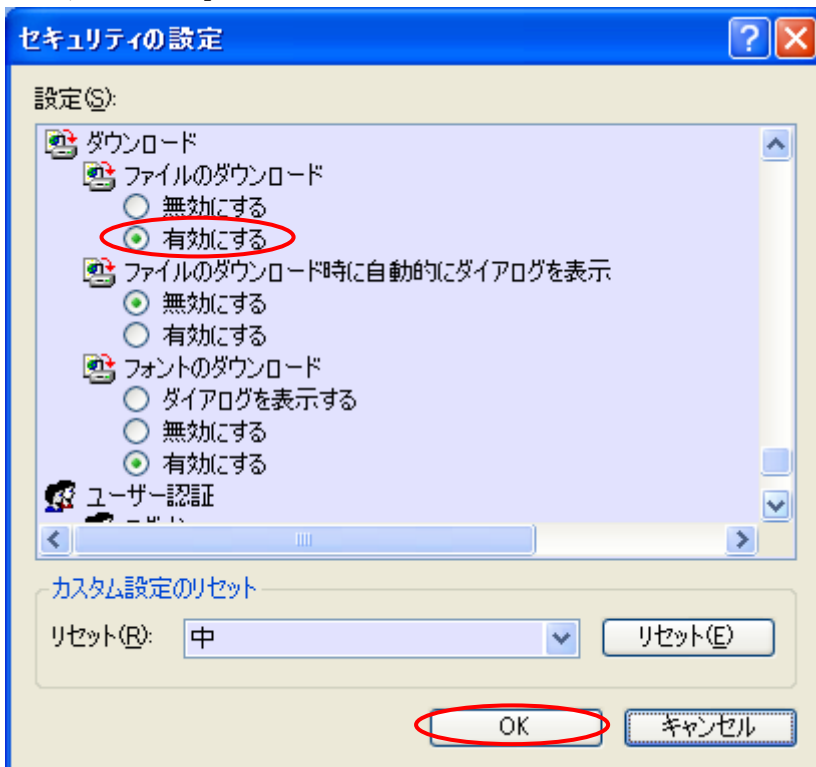 セキュリティの設定
設定(S):
ダウンロード
ファイルのダウンロード
無効にする
有効にする
ファイルのダウンロード時に自動的にダイアログを表示
無効にする
有効にする
フォントのダウンロード
ダイアログを表示する
無効にする
有効にする
ユーザー認証
カスタム設定のリセット
リセット(R): 中 リセット(E)
OK キャンセル